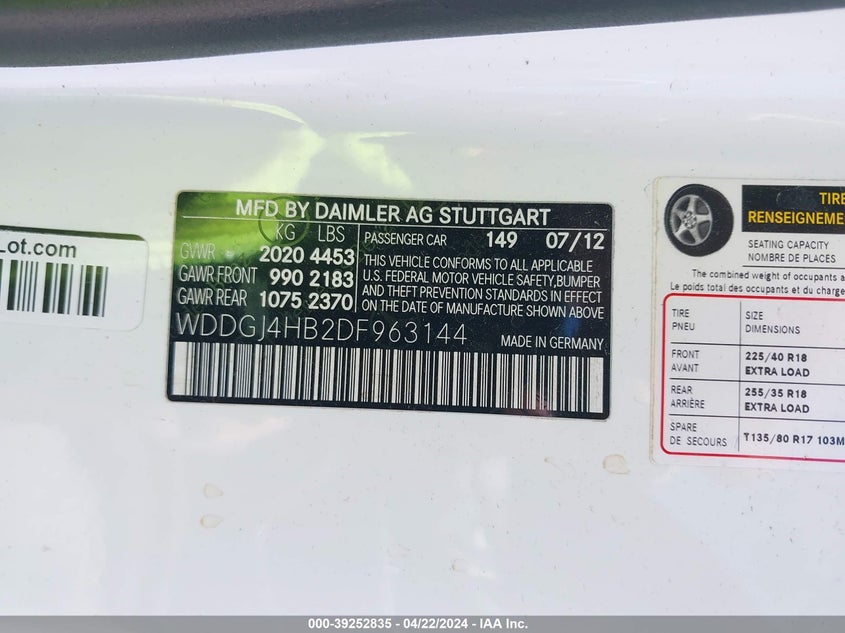 Lot.com
MFD BY DAIMLER AG STUTTGART
KG LBS
GVWR 2020 4453
GAWR FRONT 990 2183
GAWR REAR 1075 2370
PASSENGER CAR 149 07/12
THIS VEHICLE CONFORMS TO ALL APPLICABLE
U.S. FEDERAL MOTOR VEHICLE SAFETY,BUMPER
AND THEFT PREVENTION STANDARDS IN EFFECT
ON THE DATE OF MANUFACTURE SHOWN ABOVE
WDDGJ4HB2DF963144 MADE IN GERMANY
TIRE
RENSEIGNEME
SEATING CAPACITY
NOMBRE DE PLACES
The combined weight of occupants a
Le poids total des occupants et du charge
TIRE SIZE
PNEU DIMENSIONS
FRONT 225/40 R18
AVANT EXTRA LOAD
REAR 255/35 R18
ARRIÈRE EXTRA LOAD
SPARE
DE SECOURS T135/80 R17 103M
000-39252835 - 04/22/2024 - IAA Inc.